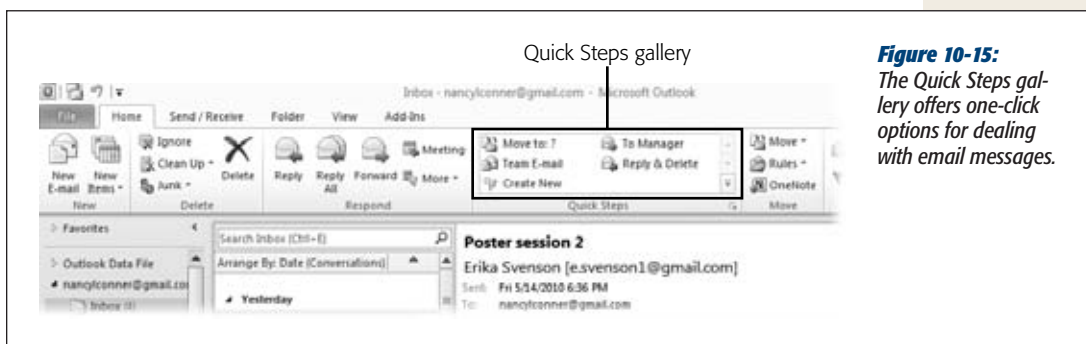 Quick Steps gallery
Figure 10-15:
The Quick Steps gal-
lery offers one-click
options for dealing
with email messages.
Inbox - nancylconner@gmail.com - Microsoft Outlook
File Home Send / Receive Folder View Add-Ins
New E-mail
New Items
Ignore
Clean Up
Junk
Delete
Reply
Reply All
Forward
Meeting
More
Move to: ?
Team E-mail
Create New
To Manager
Reply & Delete
Move
Rules
OneNote
New Delete Respond Quick Steps Move
Favorites
Outlook Data File
nancylconner@gmail.co
Inbox
Search Inbox (Ctrl+E)
Arrange By: Date (Conversations)
Yesterday
Poster session 2
Erika Svenson [e.svenson1@gmail.com]
Sent: Fri 5/14/2010 6:36 PM
To: nancylconner@gmail.com